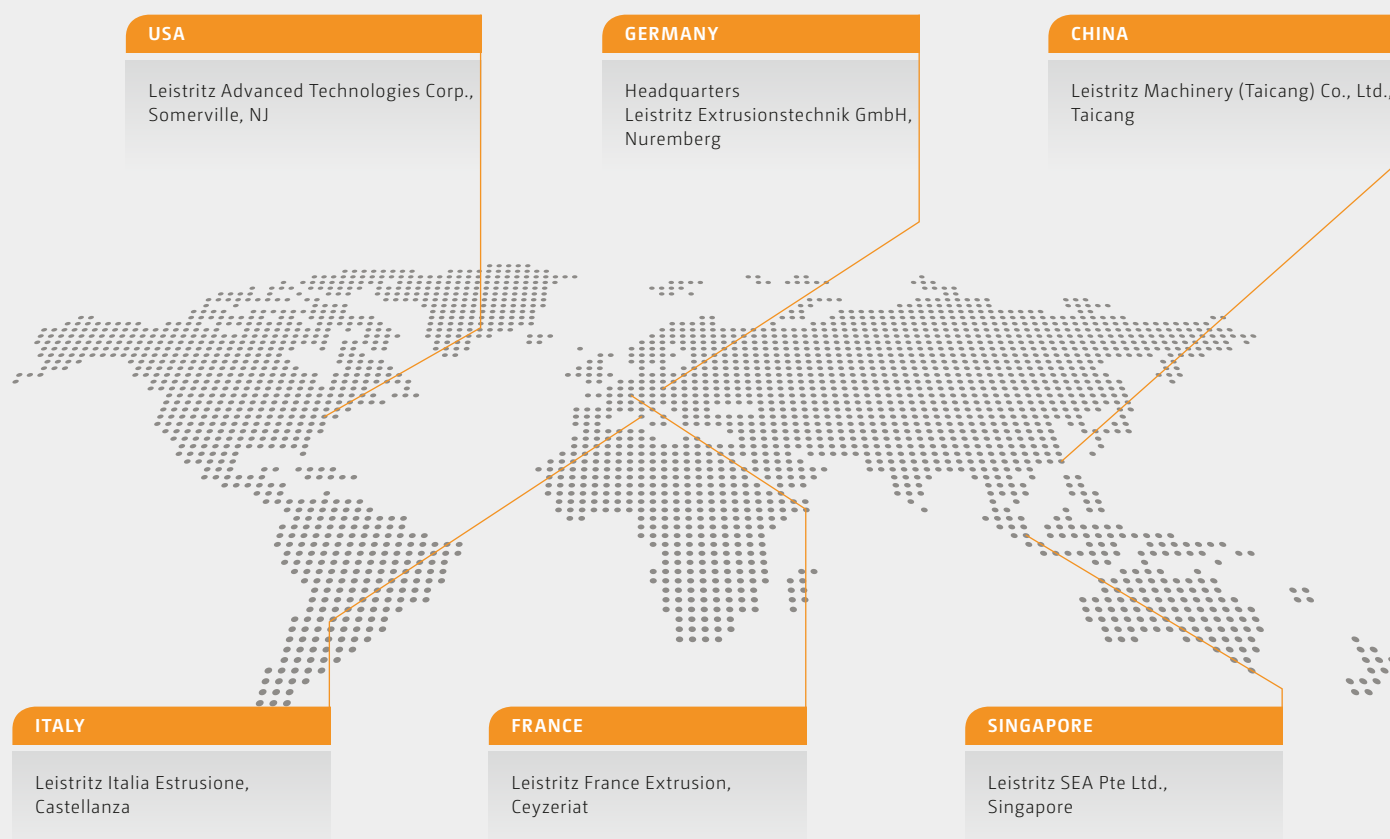 USA
Leistritz Advanced Technologies Corp.,
Somerville, NJ
GERMANY
Headquarters
Leistritz Extrusionstechnik GmbH,
Nuremberg
CHINA
Leistritz Machinery (Taicang) Co., Ltd.,
Taicang
ITALY
Leistritz Italia Estrusione,
Castellanza
FRANCE
Leistritz France Extrusion,
Ceyzeriat
SINGAPORE
Leistritz SEA Pte Ltd.,
Singapore